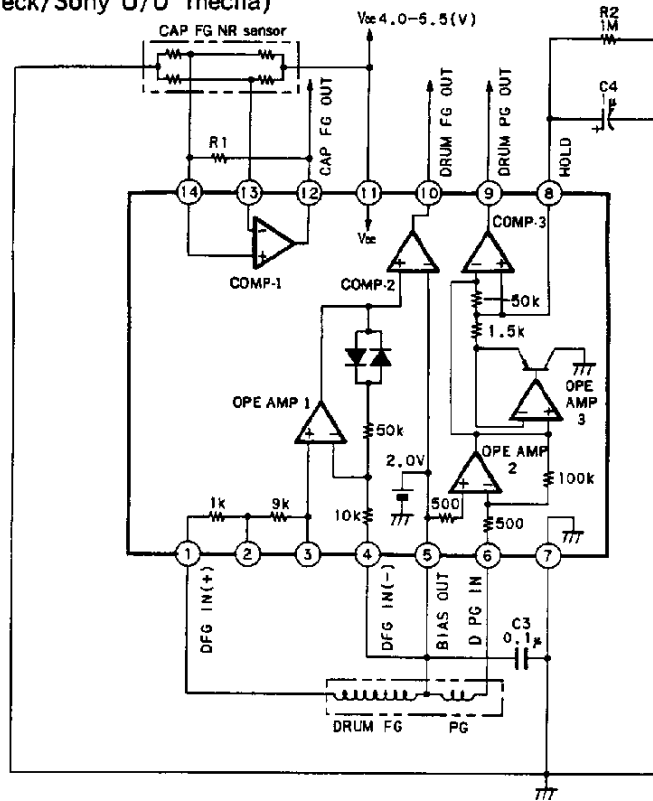 eck/Sony U/U mecha)
CAP FG NR sensor
Vcc 4.0-5.5(V)
R2
1M
C4
1μ
+
R1
CAP FG OUT
DRUM FG OUT
DRUM PG OUT
HOLD
14
13
12
11
10
9
8
Vcc
COMP-1
COMP-2
COMP-3
50k
1.5k
OPE AMP 1
50k
OPE
AMP
3
OPE AMP
2
2.0V
100k
1k
9k
10k
500
500
1
2
3
4
5
6
7
DFG IN(+)
DFG IN(-)
BIAS OUT
D PG IN
C3
0.1μ
DRUM FG
PG